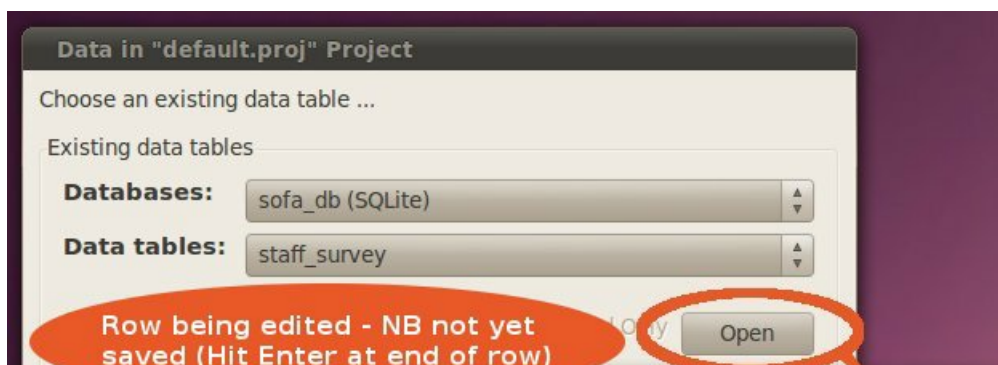 Data in "default.proj" Project
Choose an existing data table ...
Existing data tables
Databases:
sofa_db (SQLite)
Data tables:
staff_survey
Only
Open
Row being edited - NB not yet
saved (Hit Enter at end of row)